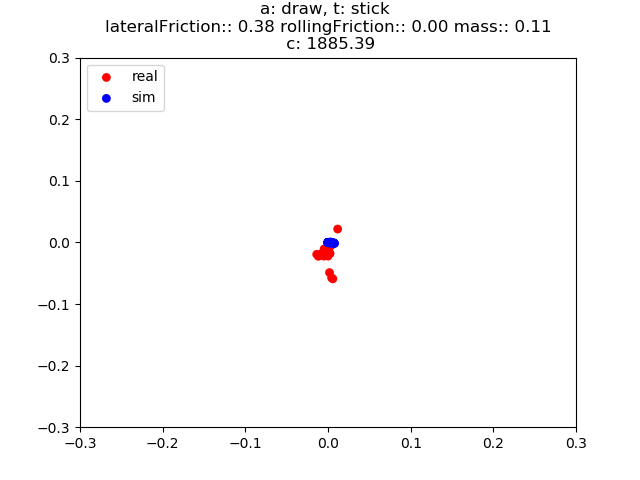 a: draw, t: stick
lateralFriction:: 0.38 rollingFriction:: 0.00 mass:: 0.11
c: 1885.39
real
sim
0.3
0.2
0.1
0.0
−0.1
−0.2
−0.3
−0.3
−0.2
−0.1
0.0
0.1
0.2
0.3